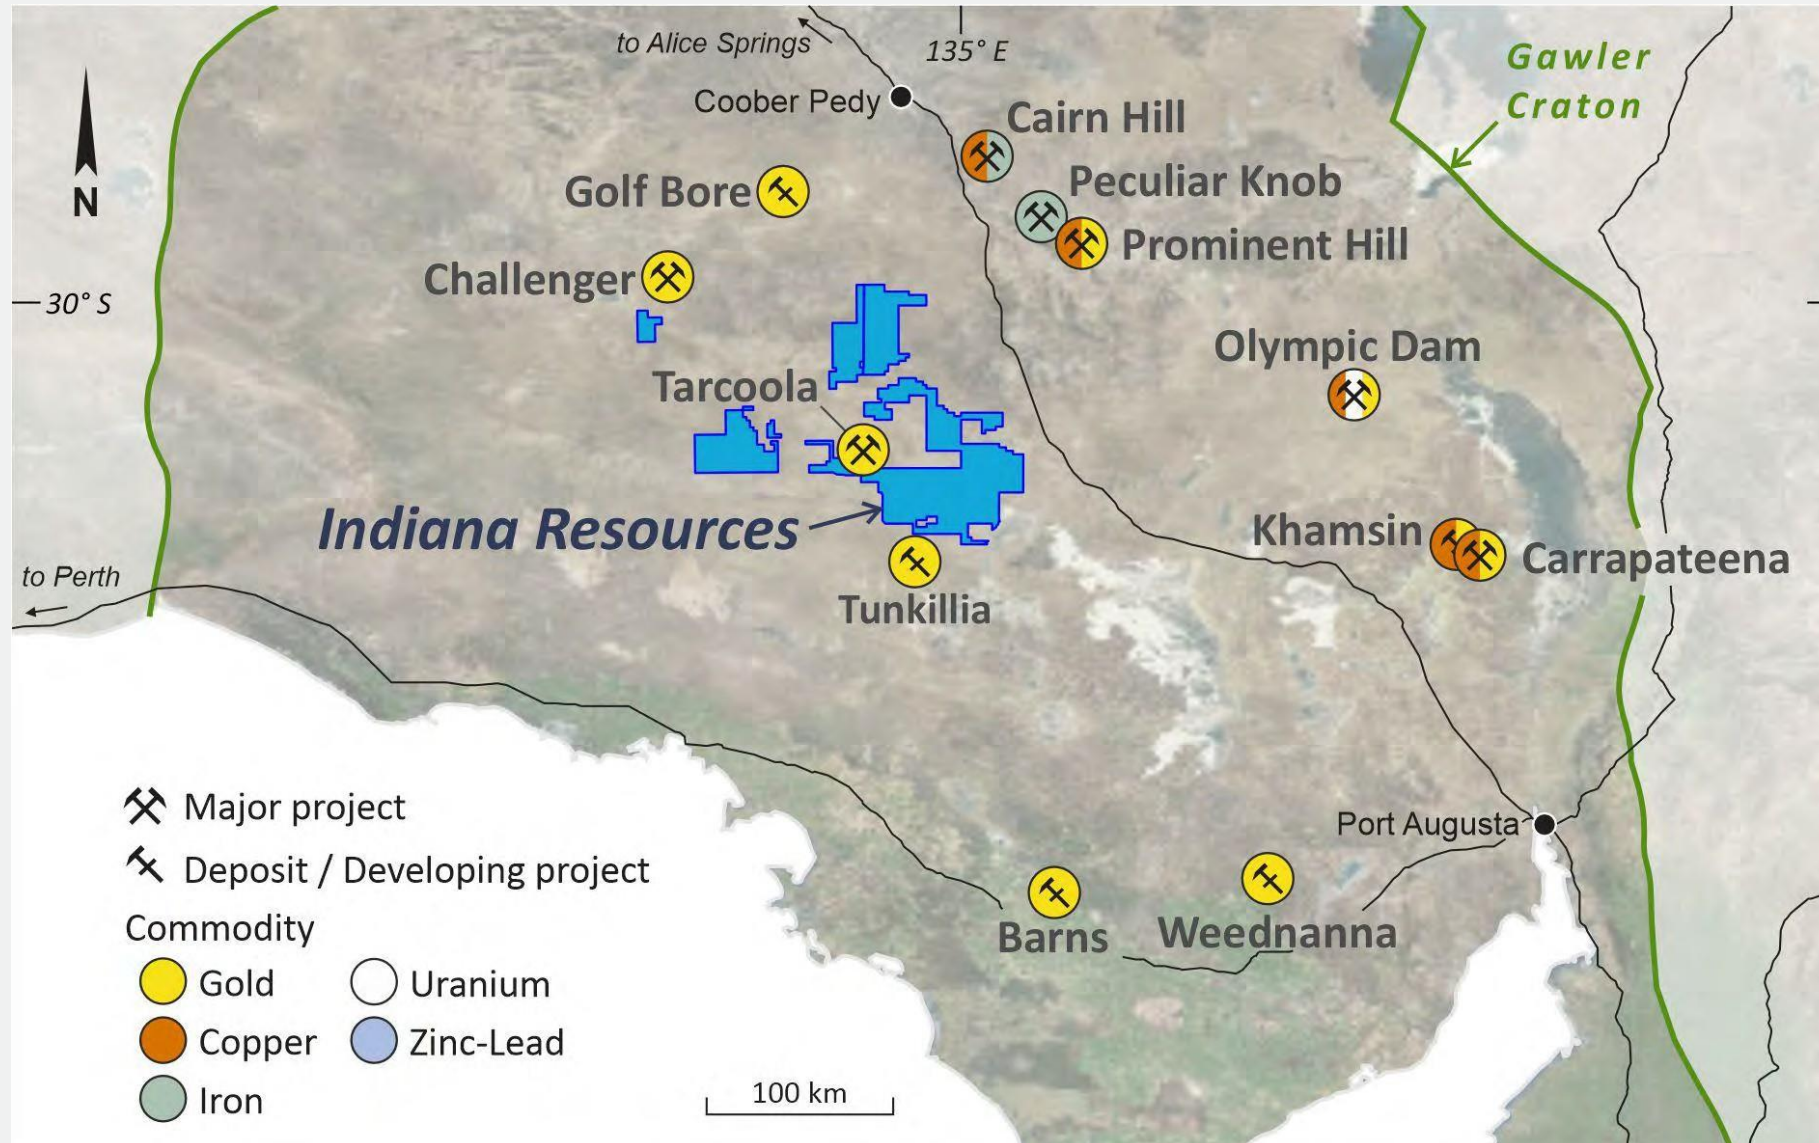 to Alice Springs
135° E
Gawler
Craton
Coober Pedy
Cairn Hill
N
Golf Bore
Peculiar Knob
Prominent Hill
Challenger
30° S
Olympic Dam
Tarcoola
Indiana Resources
Khamsin
Carrapateena
to Perth
Tunkillia
Major project
Port Augusta
Deposit / Developing project
Barns
Weednanna
Commodity
Gold
Uranium
Copper
Zinc-Lead
Iron
100 km